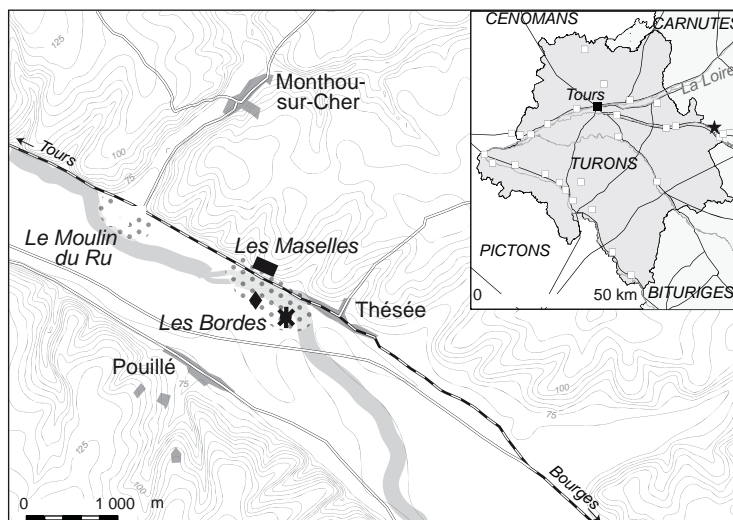 CENOMANS
CARNUTES
La Loire
Tours
TURONS
PICTONS
BITURIGES
0 50 km
125
Monthou-
sur-Cher
100
75
Tours
Le Moulin
du Ru
Les Maselles
Les Bordes
Thésée
Pouillé
75
125
100
75
Bourges
0 1 000 m